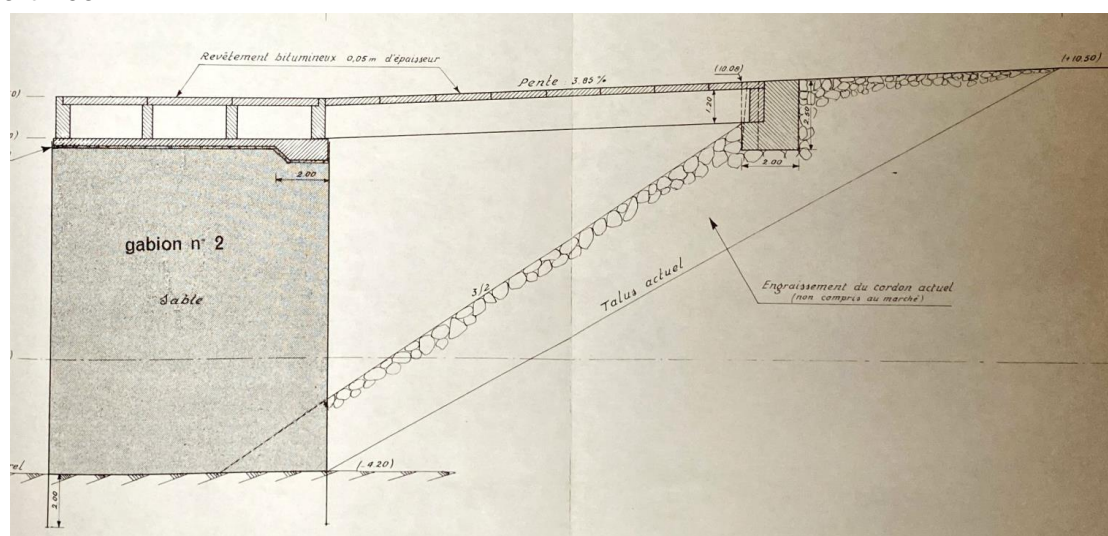 Revêtement bitumineux 0,05 m d'épaisseur
Pente 3.85 %
(10.08)
(+10.50)
1.20
2.50
2.00
2.00
gabion n° 2
Sable
3/2
Talus actuel
Engraissement du cordon actuel
(non compris au marché)
(-4.20)
2.00